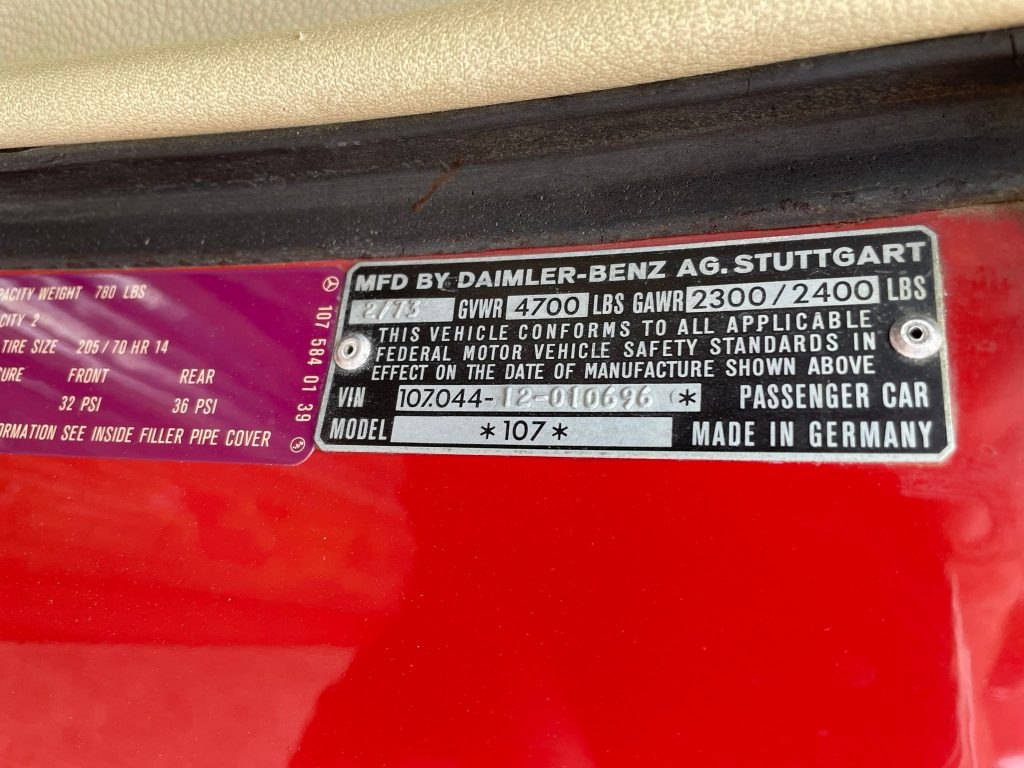 PACITY WEIGHT 780 LBS
CITY 2
TIRE SIZE 205/70 HR 14
URE FRONT REAR
32 PSI 36 PSI
ORMATION SEE INSIDE FILLER PIPE COVER
107 584 01 39
MFD BY DAIMLER-BENZ AG. STUTTGART
2/73 GVWR 4700 LBS GAWR 2300/2400 LBS
THIS VEHICLE CONFORMS TO ALL APPLICABLE
FEDERAL MOTOR VEHICLE SAFETY STANDARDS IN
EFFECT ON THE DATE OF MANUFACTURE SHOWN ABOVE
VIN 107.044-12-010696 * PASSENGER CAR
MODEL *107* MADE IN GERMANY